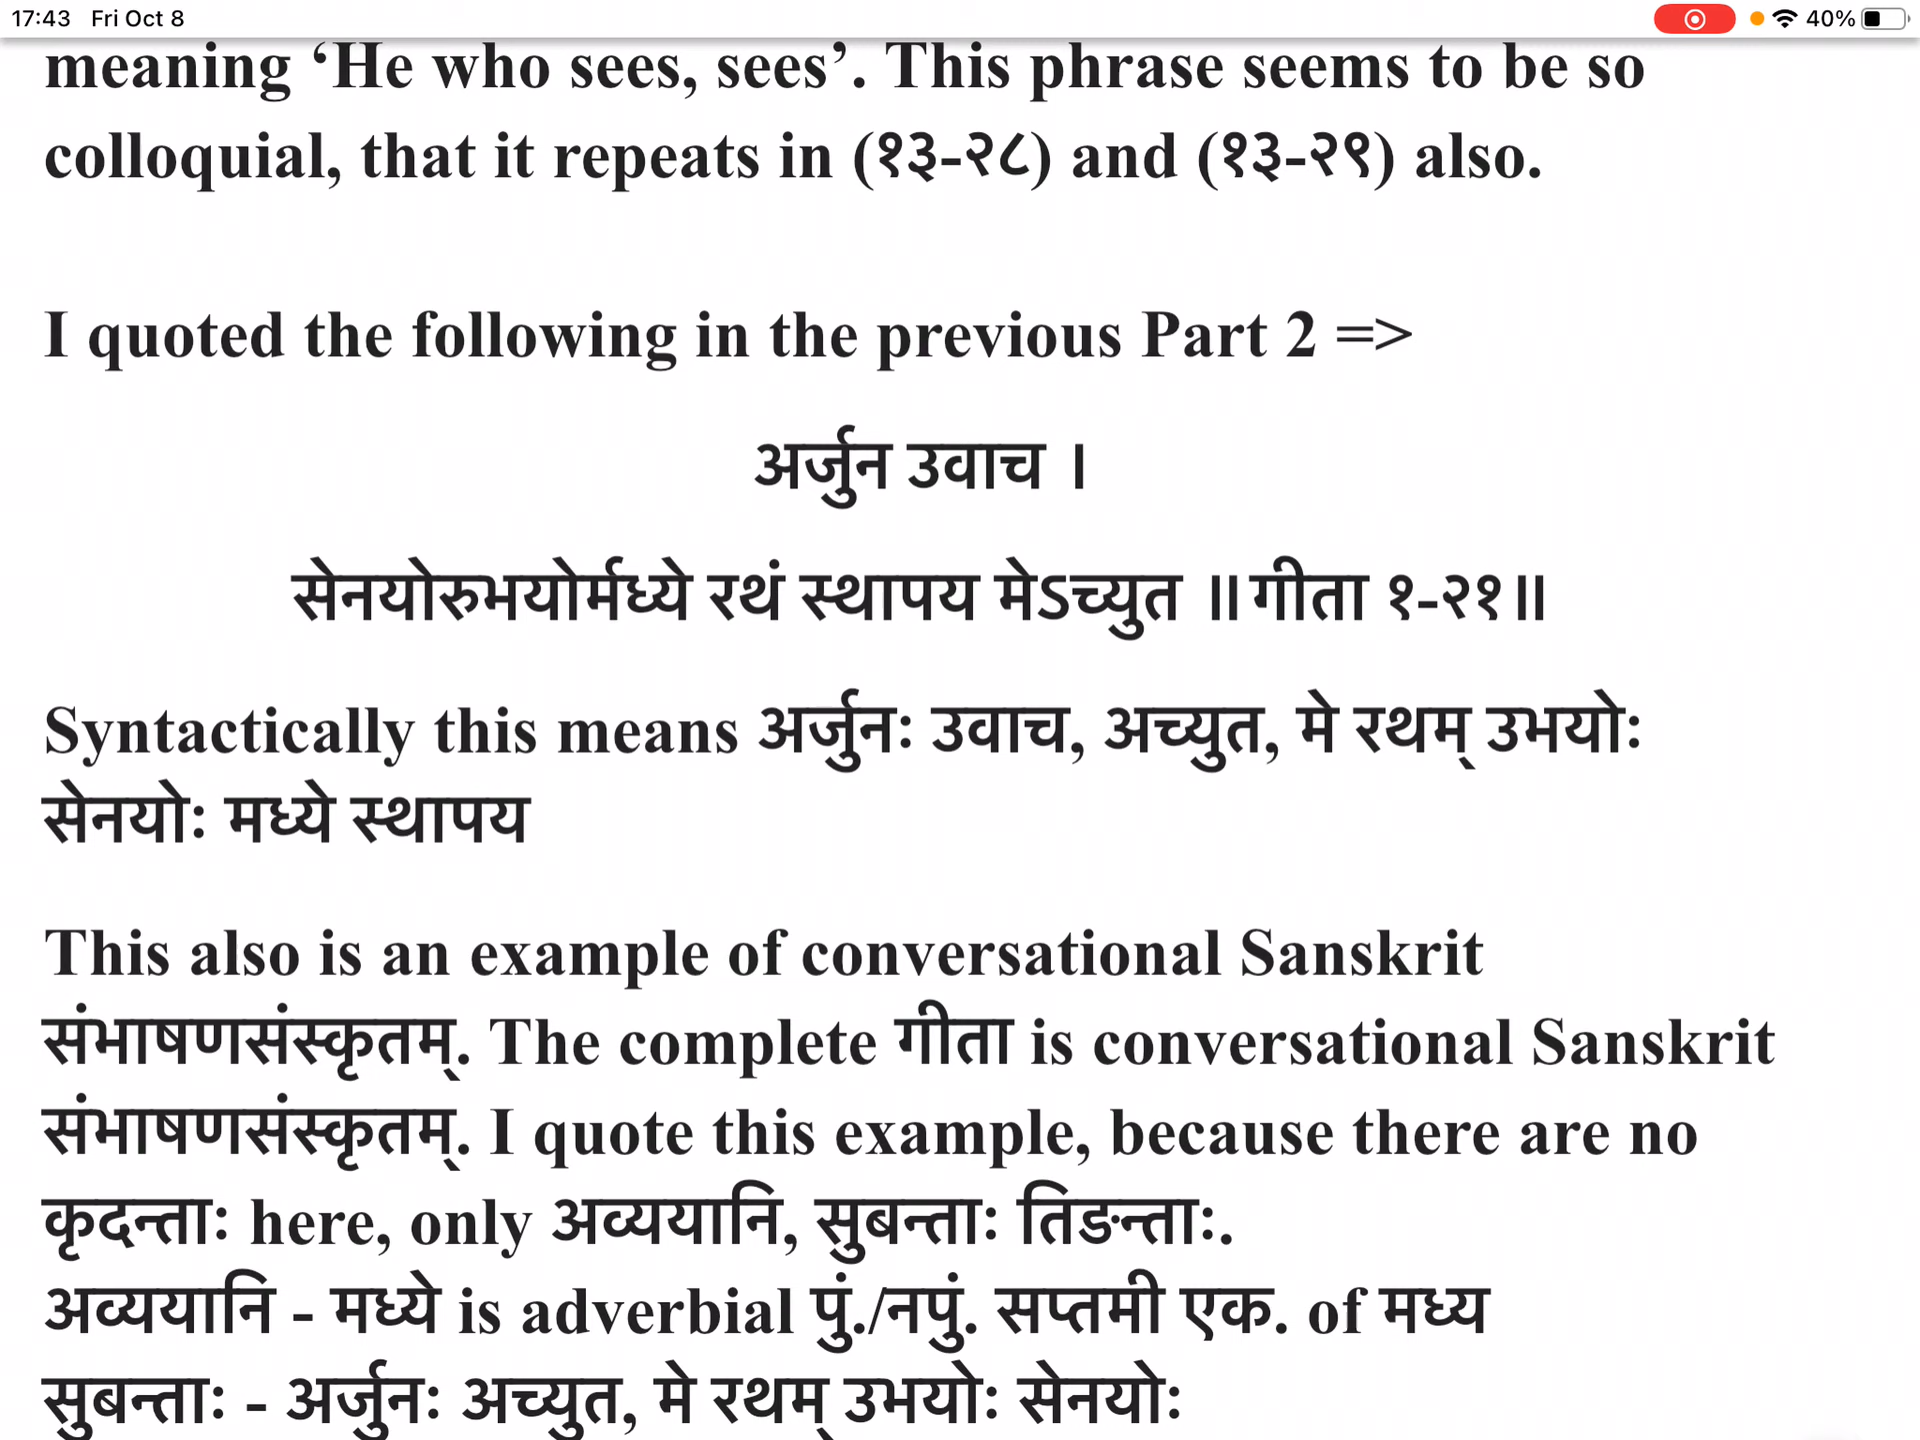 17:43 Fri Oct 8 40%
meaning ‘He who sees, sees’. This phrase seems to be so
colloquial, that it repeats in (१३-२८) and (१३-२९) also.
I quoted the following in the previous Part 2 =>
अर्जुन उवाच ।
सेनयोरुभयोर्मध्ये रथं स्थापय मेऽच्युत ॥गीता १-२१॥
Syntactically this means अर्जुनः उवाच, अच्युत, मे रथम् उभयोः
सेनयोः मध्ये स्थापय
This also is an example of conversational Sanskrit
संभाषणसंस्कृतम्. The complete गीता is conversational Sanskrit
संभाषणसंस्कृतम्. I quote this example, because there are no
कृदन्ताः here, only अव्ययानि, सुबन्ताः तिङन्ताः.
अव्ययानि - मध्ये is adverbial पुं./नपुं. सप्तमी एक. of मध्य
सुबन्ताः - अर्जुनः अच्युत, मे रथम् उभयोः सेनयोः